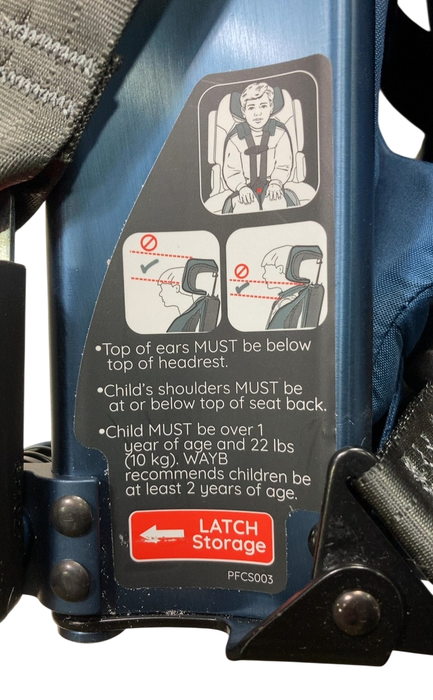 •Top of ears MUST be below
top of headrest.
•Child's shoulders MUST be
at or below top of seat back.
•Child MUST be over 1
year of age and 22 lbs
(10 kg). WAYB
recommends children be
at least 2 years of age.
LATCH
Storage
PFCS003